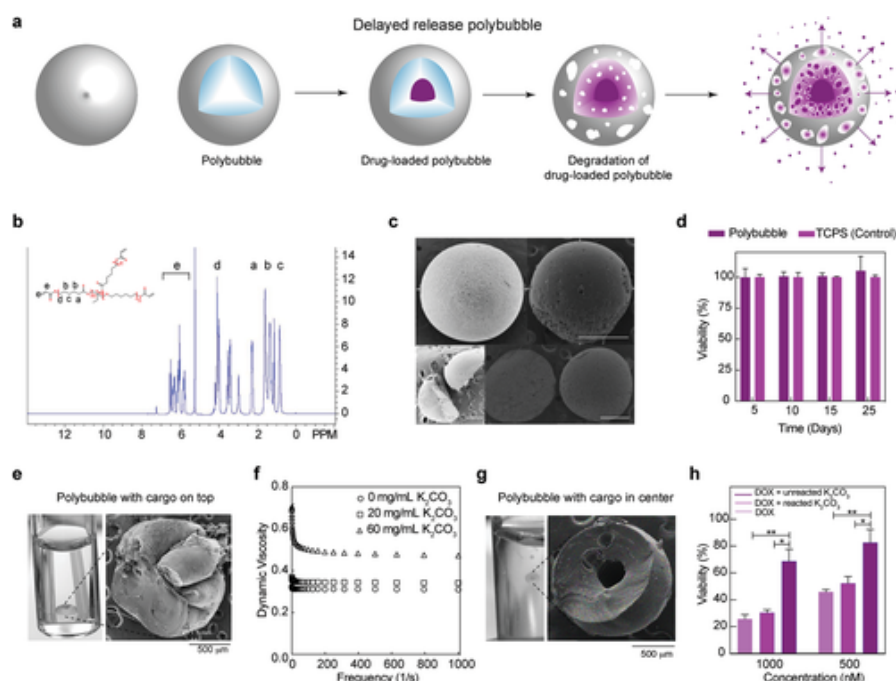 a
Delayed release polybubble
Polybubble
Drug-loaded polybubble
Degradation of
drug-loaded polybubble
b
e
d
a
b
c
e
e
b
b
d
c
a
14
12
10
8
6
4
2
0
12
10
8
6
4
2
0
PPM
c
d
Polybubble
TCPS (Control)
Viability (%)
100
50
0
5
10
15
25
Time (Days)
e
Polybubble with cargo on top
500 μm
f
0 mg/mL K2CO3
20 mg/mL K2CO3
60 mg/mL K2CO3
Dynamic Viscosity
0.8
0.6
0.4
0.2
0
200
400
600
800
1000
Frequency (1/s)
g
Polybubble with cargo in center
500 μm
h
DOX + unreacted K2CO3
DOX + reacted K2CO3
DOX
**
*
**
*
Viability (%)
100
80
60
40
20
0
1000
500
Concentration (nM)